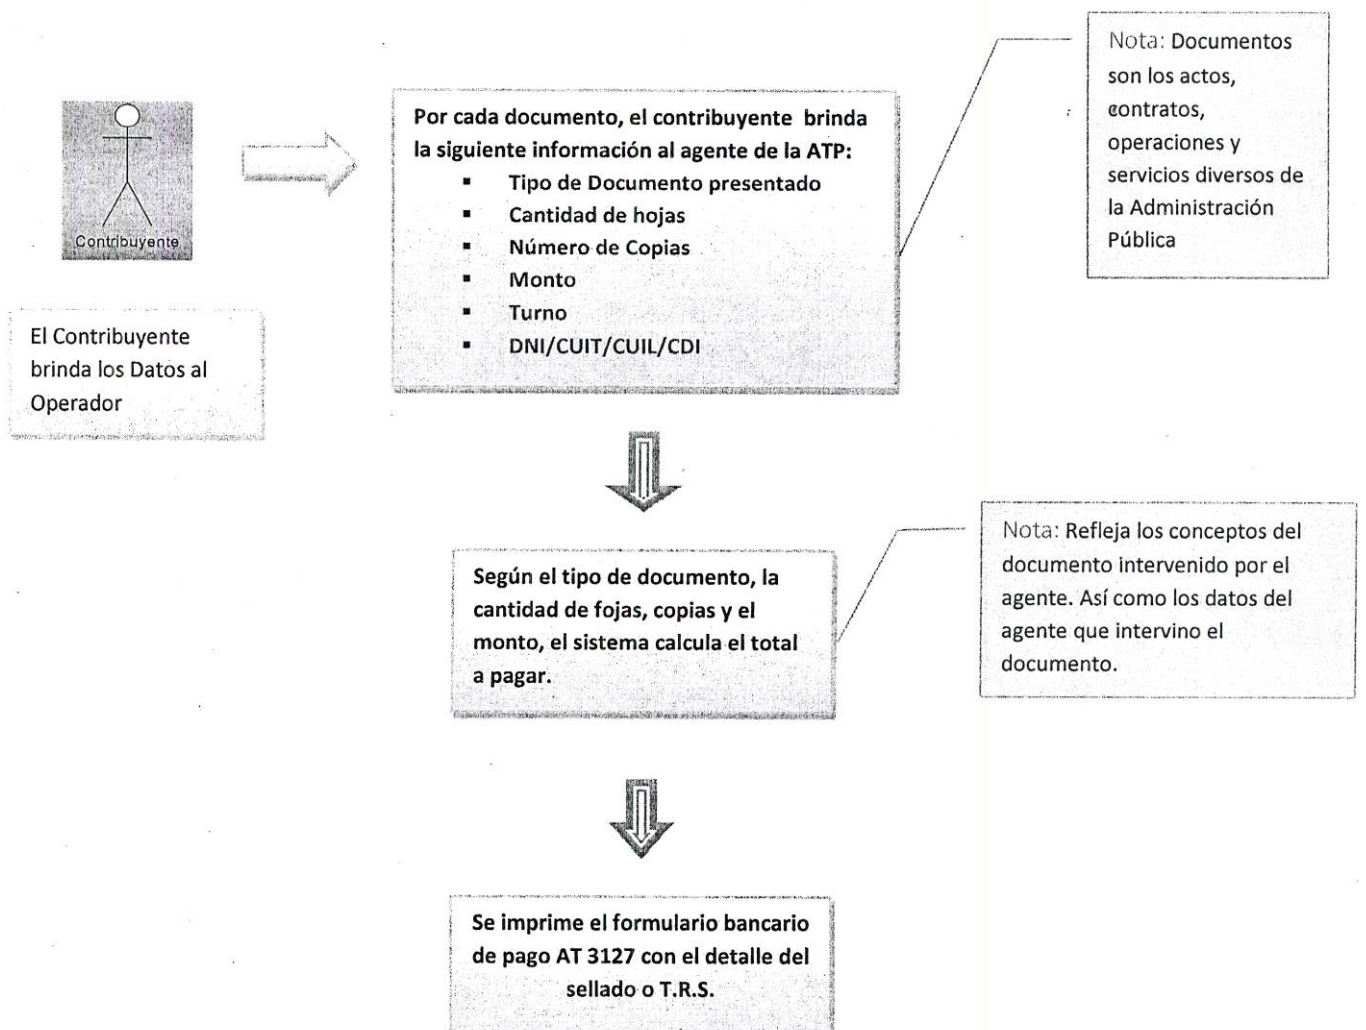 Contribuyente
El Contribuyente
brinda los Datos al
Operador
Por cada documento, el contribuyente brinda
la siguiente información al agente de la ATP:
▪ Tipo de Documento presentado
▪ Cantidad de hojas
▪ Número de Copias
▪ Monto
▪ Turno
▪ DNI/CUIT/CUIL/CDI
Nota: Documentos
son los actos,
contratos,
operaciones y
servicios diversos de
la Administración
Pública
Según el tipo de documento, la
cantidad de fojas, copias y el
monto, el sistema calcula el total
a pagar.
Nota: Refleja los conceptos del
documento intervenido por el
agente. Así como los datos del
agente que intervino el
documento.
Se imprime el formulario bancario
de pago AT 3127 con el detalle del
sellado o T.R.S.